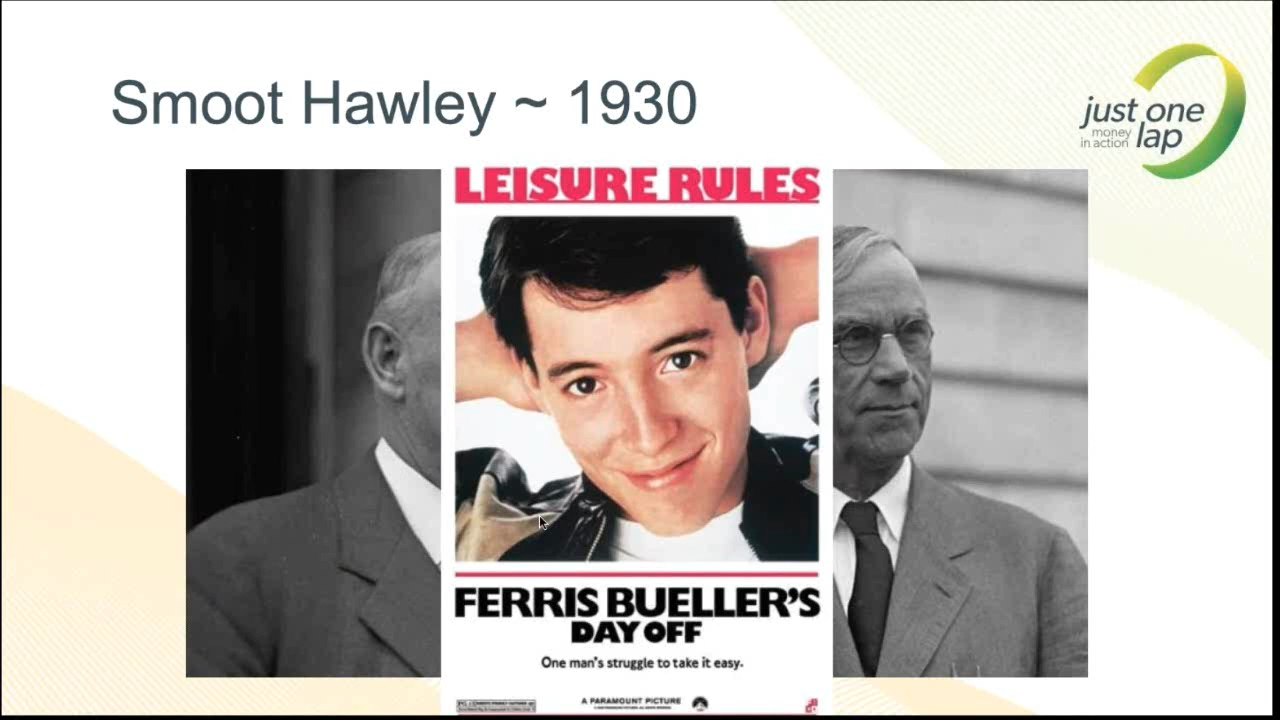 Smoot Hawley ~ 1930
just one
money
in action
lap
LEISURE RULES
FERRIS BUELLER'S
DAY OFF
One man's struggle to take it easy.
A PARAMOUNT PICTURE